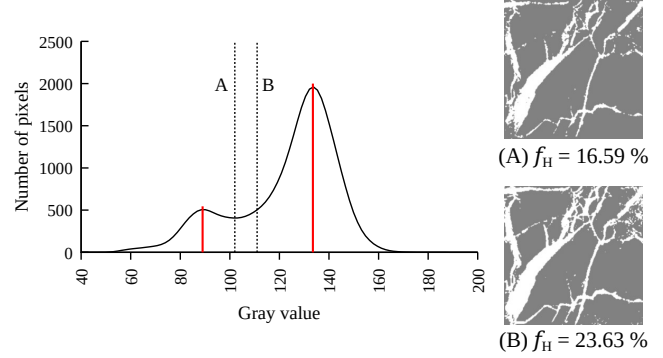 2500
2000
1500
1000
500
0
Number of pixels
A
B
40
60
80
100
120
140
160
180
200
Gray value
(A) fH = 16.59 %
(B) fH = 23.63 %